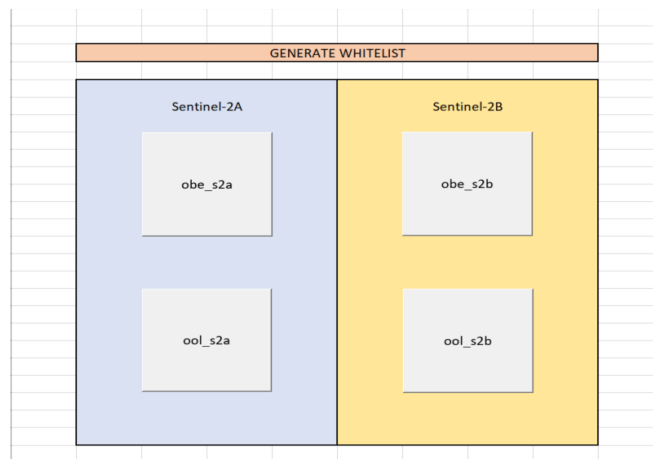 GENERATE WHITELIST
Sentinel-2A
Sentinel-2B
obe_s2a
obe_s2b
ool_s2a
ool_s2b